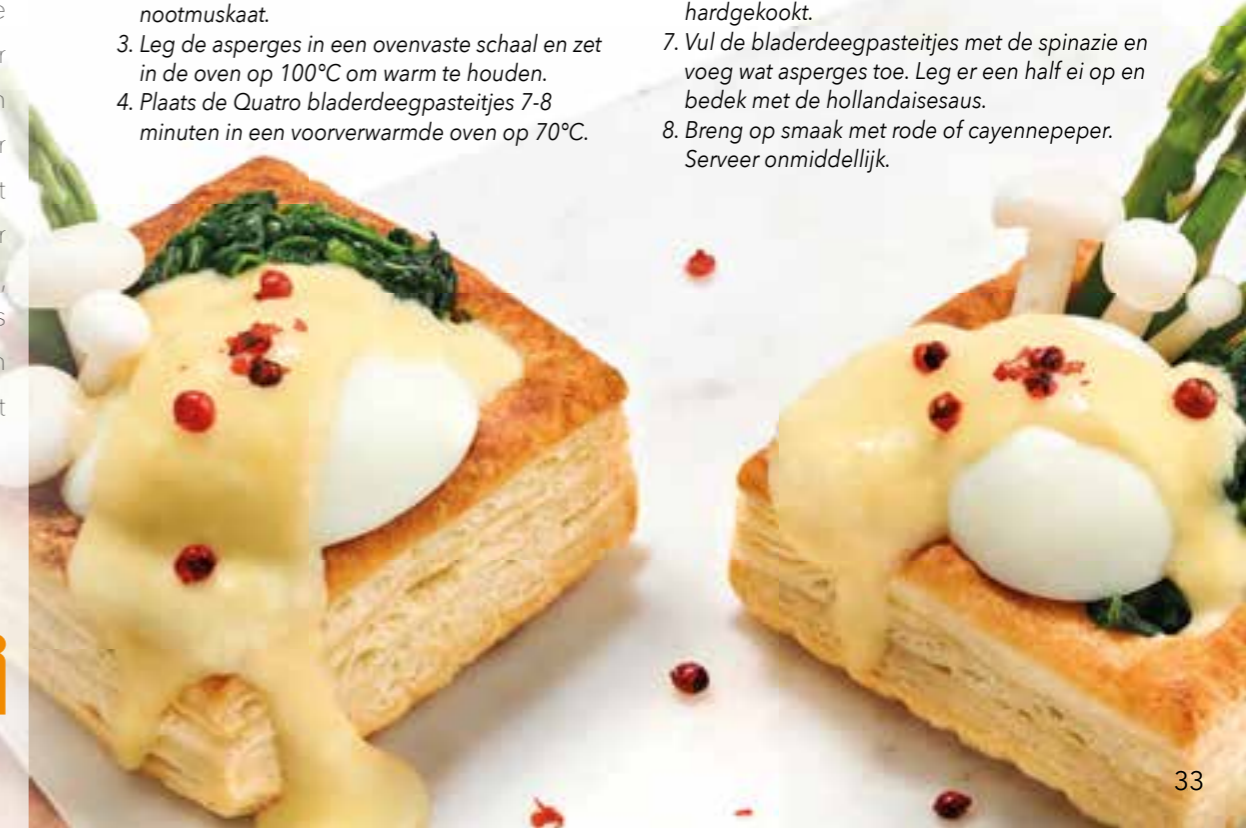 nootmuskaat.
3. Leg de asperges in een ovenvaste schaal en zet
in de oven op 100°C om warm te houden.
4. Plaats de Quatro bladerdeegpasteitjes 7-8
minuten in een voorverwarmde oven op 70°C.
hardgekookt.
7. Vul de bladerdeegpasteitjes met de spinazie en
voeg wat asperges toe. Leg er een half ei op en
bedek met de hollandaisesaus.
8. Breng op smaak met rode of cayennepeper.
Serveer onmiddellijk.
33